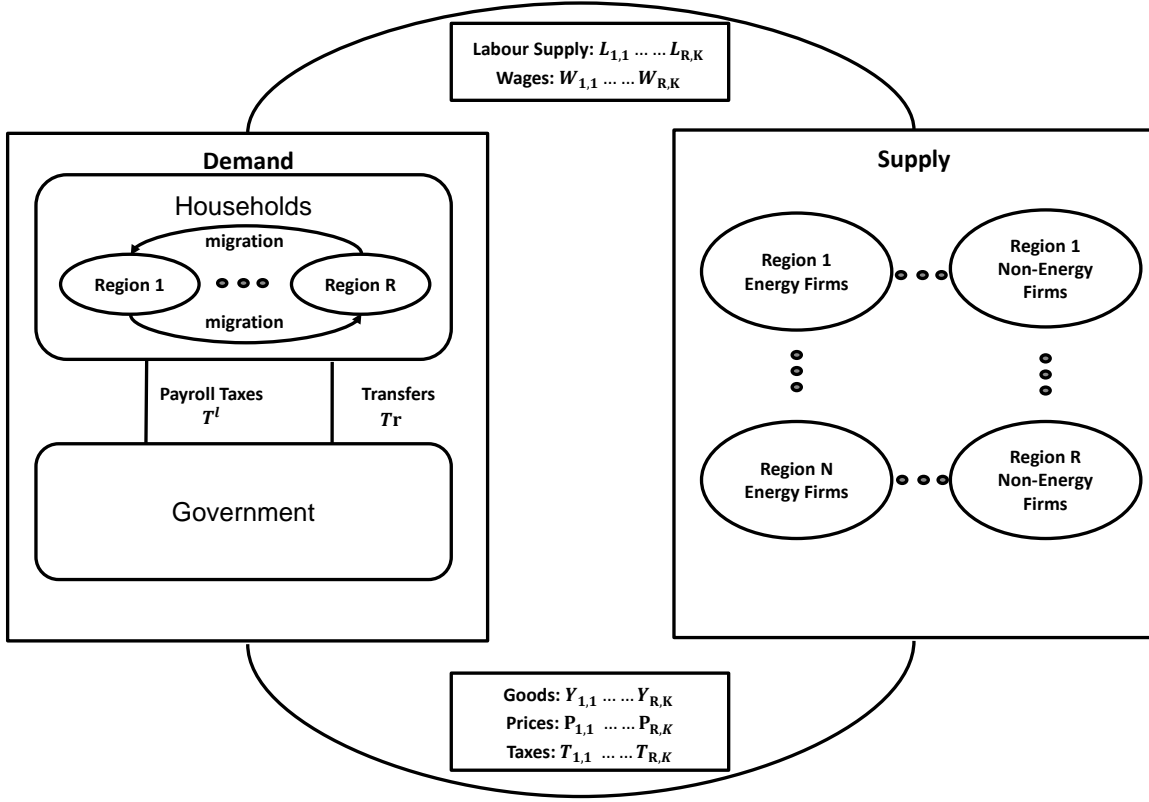 Labour Supply: L1,1 ... ... LR,K
Wages: W1,1 ... ... WR,K
Demand
Households
migration
Region 1
Region R
migration
Payroll Taxes
T^l
Transfers
Tr
Government
Supply
Region 1
Energy Firms
Region 1
Non-Energy
Firms
Region N
Energy Firms
Region R
Non-Energy
Firms
Goods: Y1,1 ... ... YR,K
Prices: P1,1 ... ... PR,K
Taxes: T1,1 ... ... TR,K